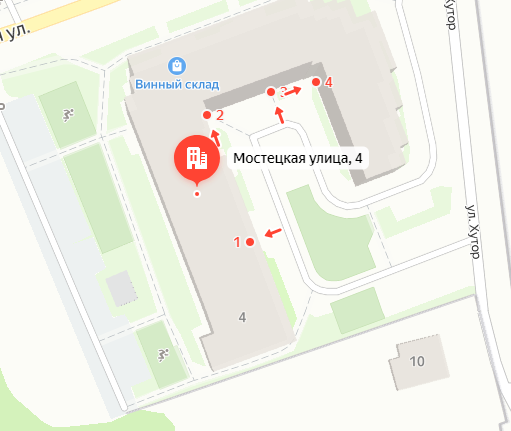 я ул.
Хутор
Винный склад
4
3
2
Мостецкая улица, 4
ул. Хутор
1
4
10